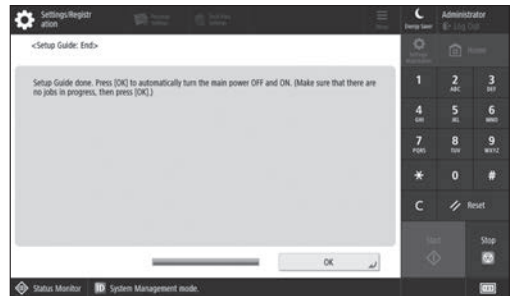 Settings/Registr
ation
Energy Saver
Administrator
Log Out
<Setup Guide: End>
Home
Setup Guide done. Press [OK] to automatically turn the main power OFF and ON. (Make sure that there are
no jobs in progress, then press [OK].)
1
2
ABC
3
DEF
4
GHI
5
JKL
6
MNO
7
PQRS
8
TUV
9
WXYZ
*
0
#
C
Reset
Start
Stop
OK
Status Monitor
ID
System Management mode.